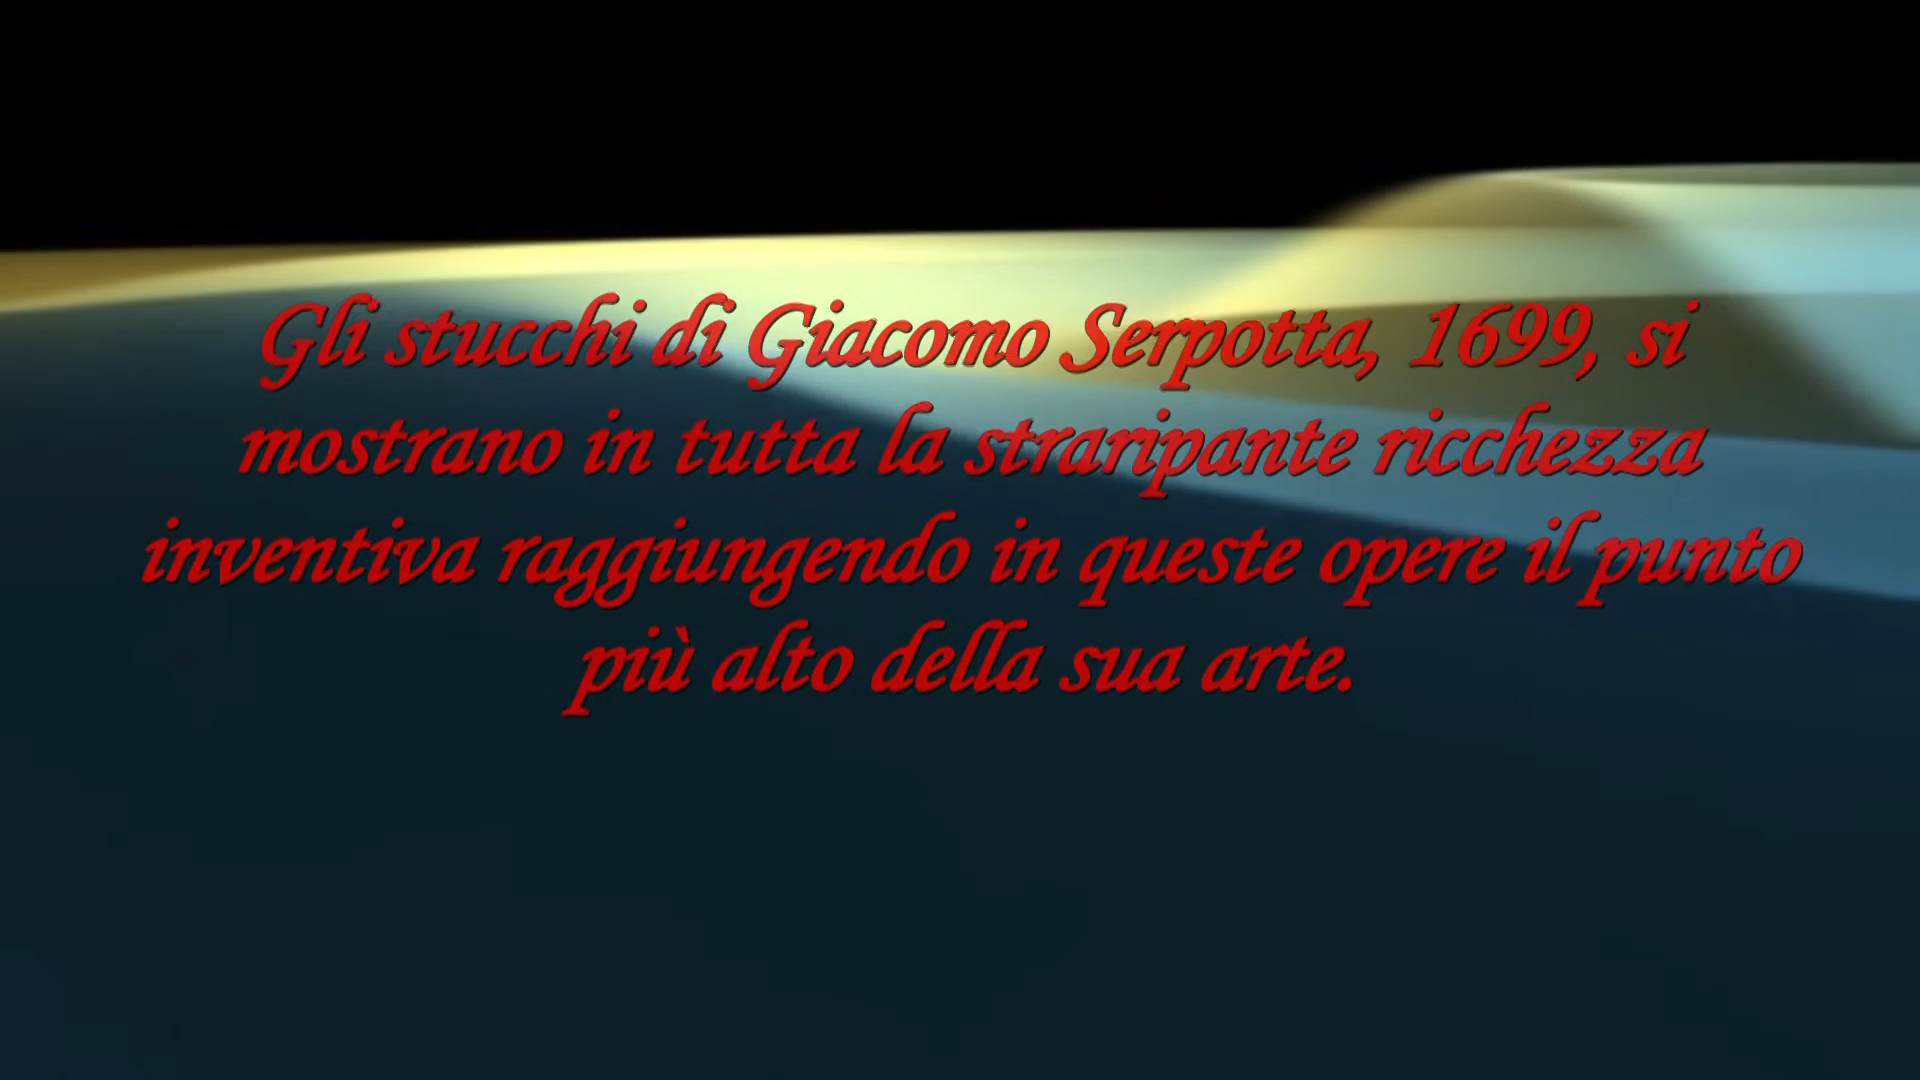 Gli stucchi di Giacomo Serpotta, 1699, si
mostrano in tutta la straripante ricchezza
inventiva raggiungendo in queste opere il punto
più alto della sua arte.